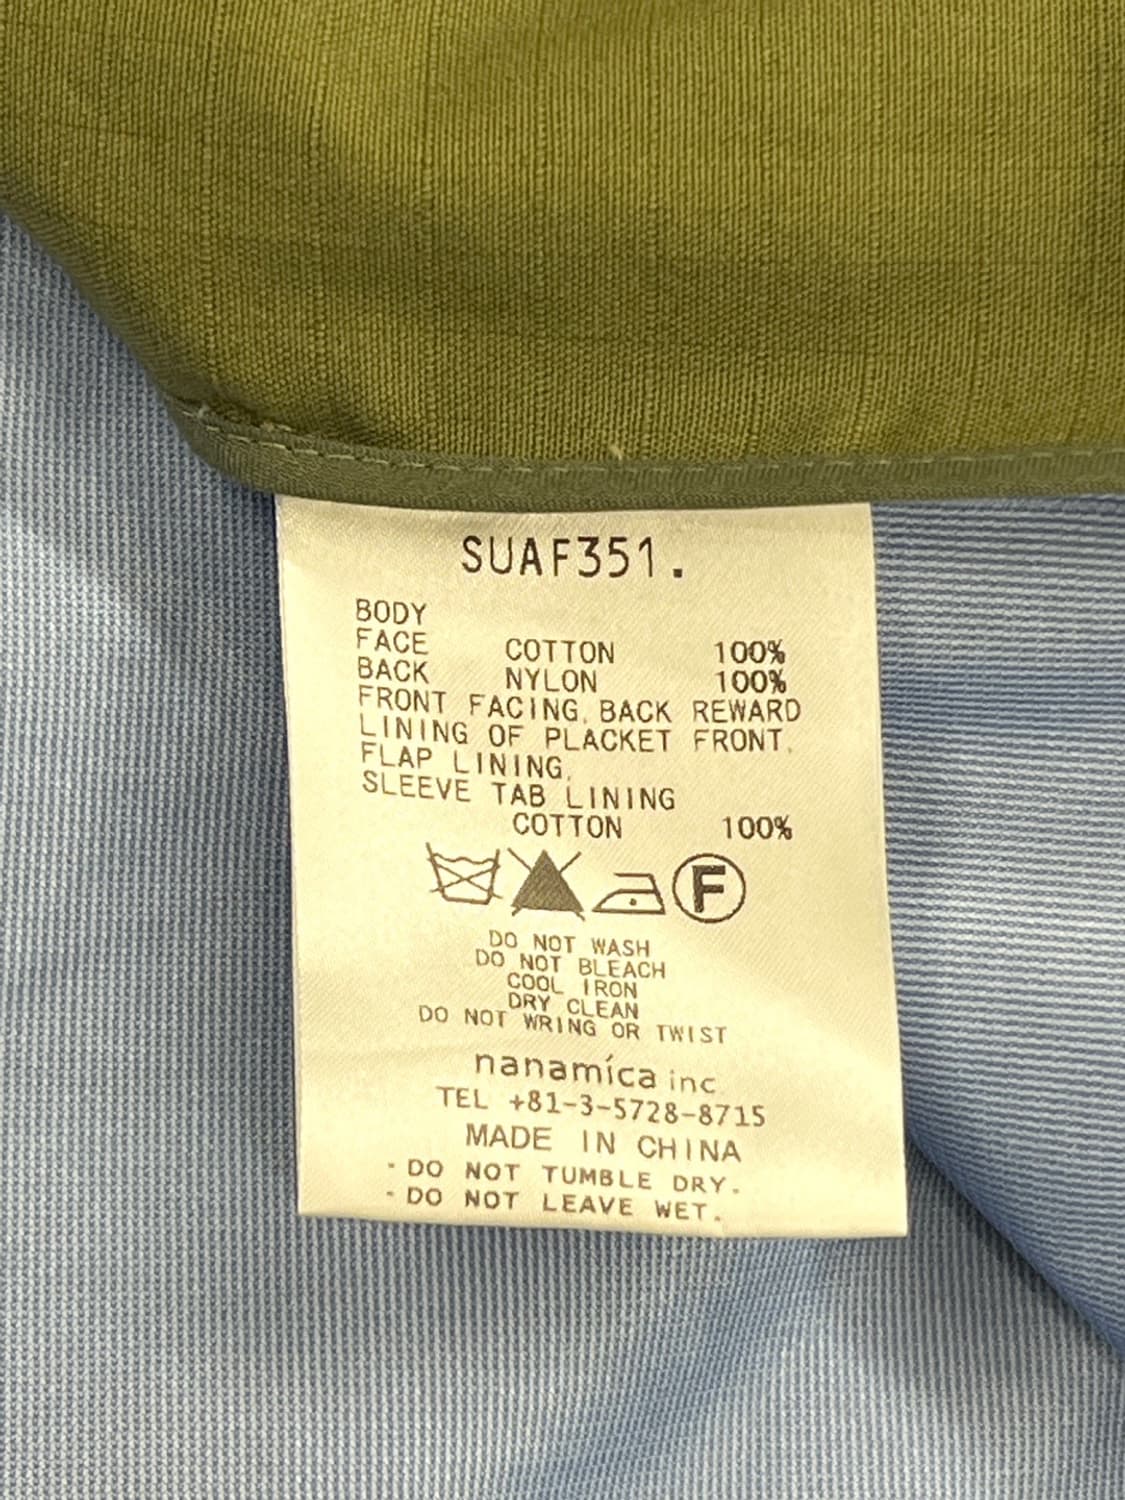 SUAF351.
BODY
FACE COTTON 100%
BACK NYLON 100%
FRONT FACING, BACK REWARD
LINING OF PLACKET FRONT,
FLAP LINING,
SLEEVE TAB LINING
COTTON 100%
F
DO NOT WASH
DO NOT BLEACH
COOL IRON
DRY CLEAN
DO NOT WRING OR TWIST
nanamíca inc
TEL +81-3-5728-8715
MADE IN CHINA
・DO NOT TUMBLE DRY.
・DO NOT LEAVE WET.